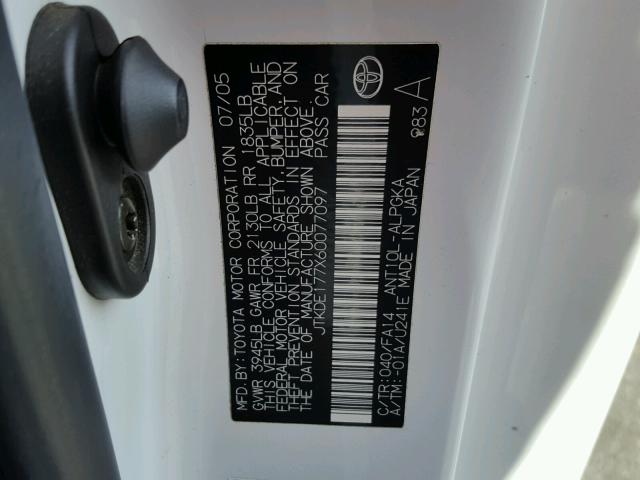 MFD.BY:TOYOTA MOTOR CORPORATION 07/05
GVWR 3945LB GAWR FR 2130LB RR 1835LB
THIS VEHICLE CONFORMS TO ALL APPLICABLE
FEDERAL MOTOR VEHICLE SAFETY, BUMPER, AND
THEFT PREVENTION STANDARDS IN EFFECT ON
THE DATE OF MANUFACTURE SHOWN ABOVE.
JTKDE177X60077097 PASS CAR
C/TR:040/FA14 ANT10L-ALPGKA
A/TM:-01A/U241E MADE IN JAPAN
A
283